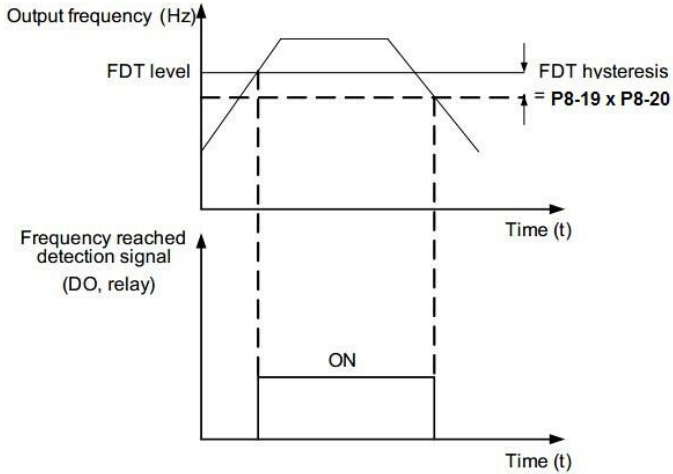 Output frequency (Hz)
FDT level
FDT hysteresis
= P8-19 x P8-20
Time (t)
Frequency reached
detection signal
(DO, relay)
ON
Time (t)